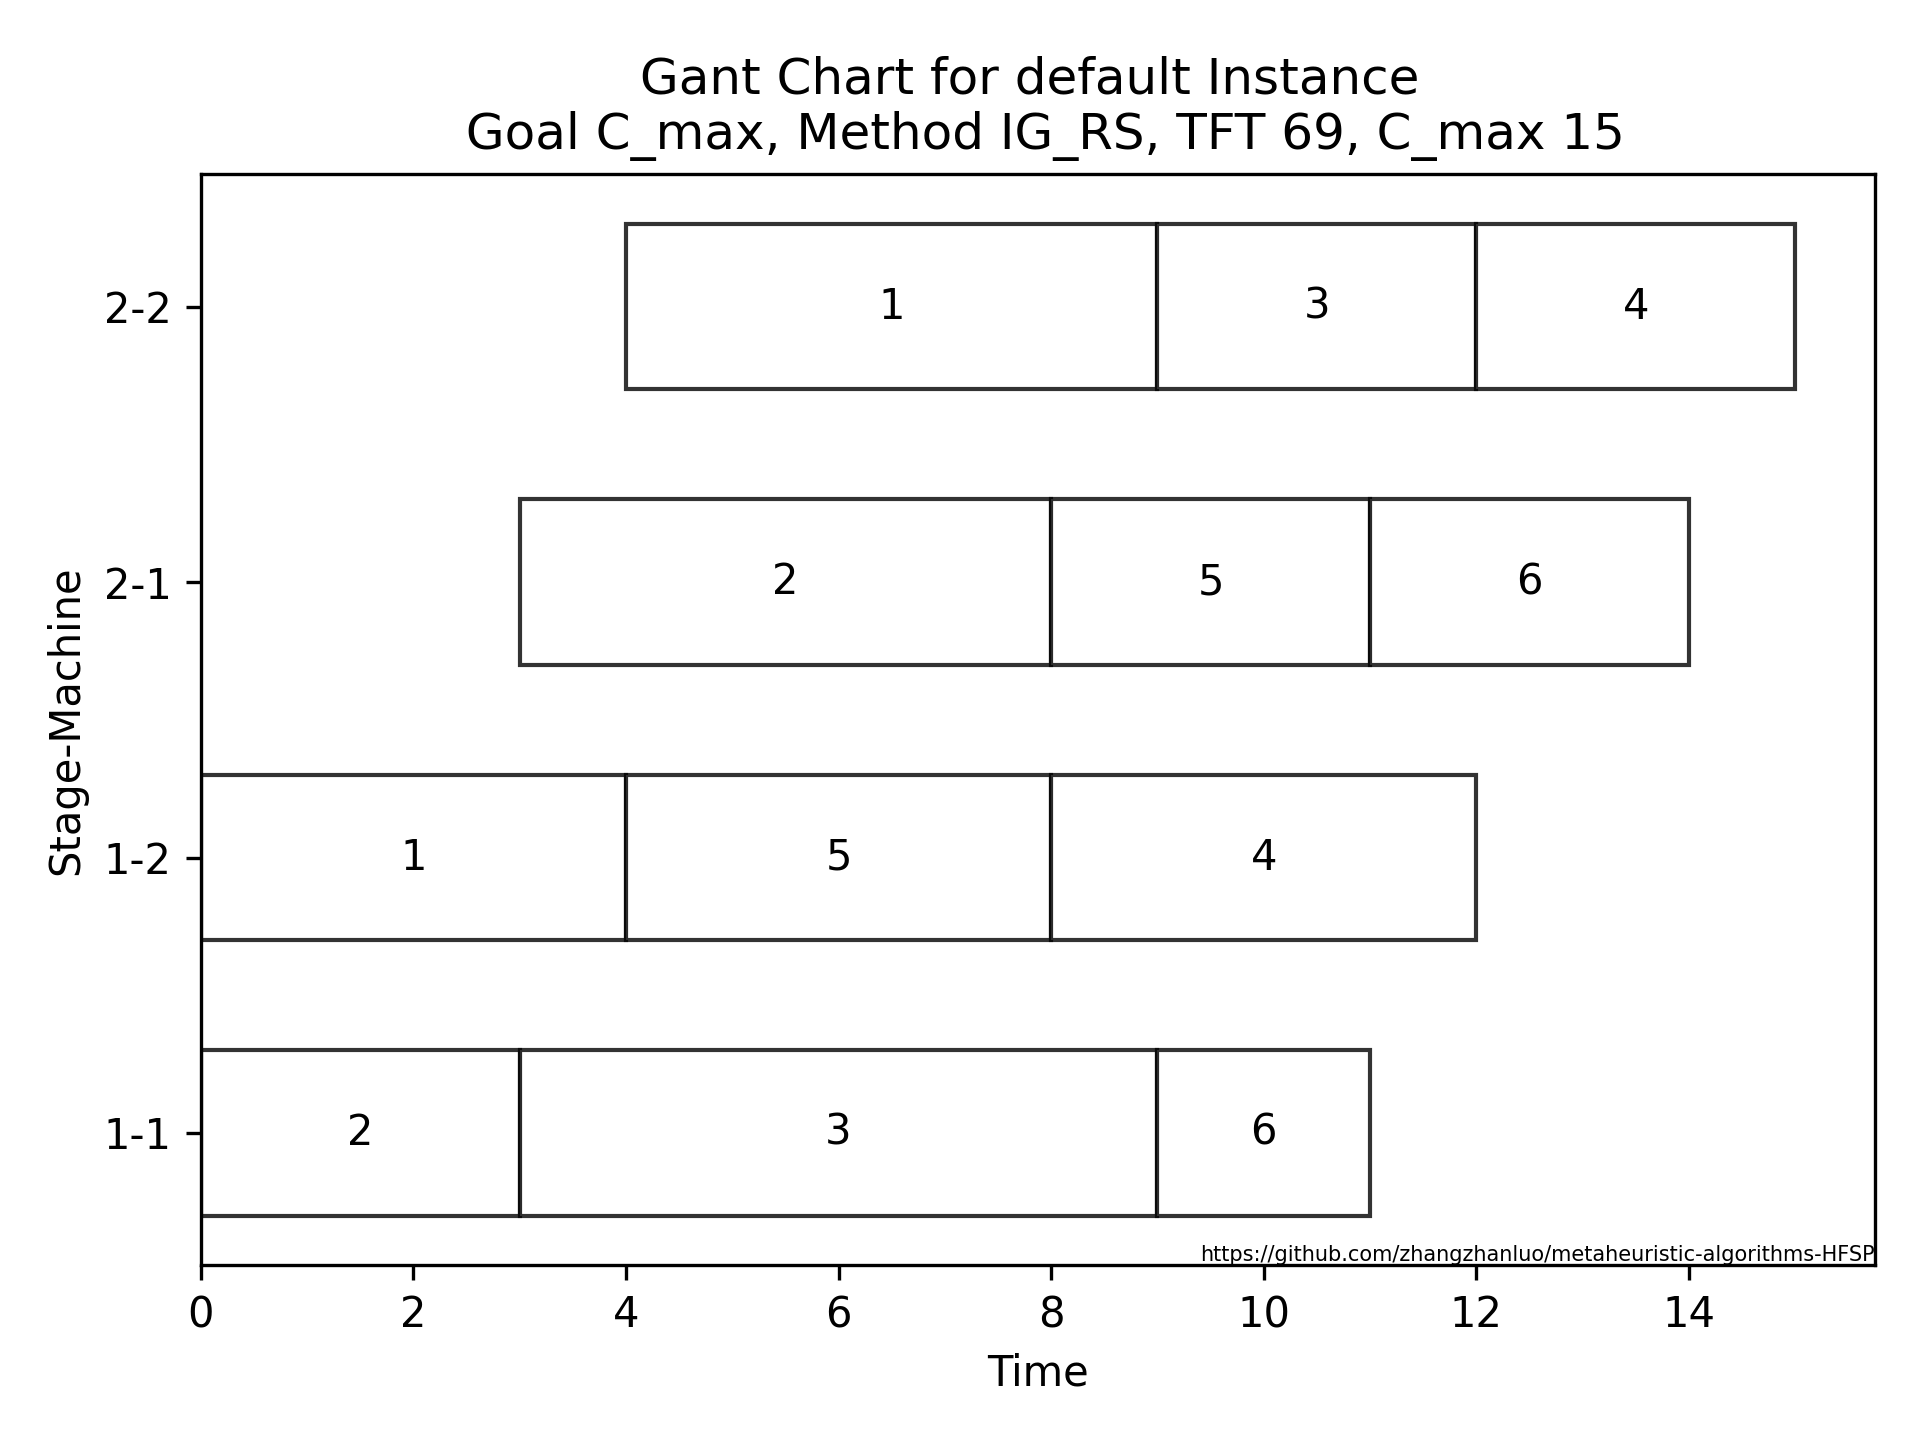 Gant Chart for default Instance
Goal C_max, Method IG_RS, TFT 69, C_max 15
Stage-Machine
2-2
1
3
4
2-1
2
5
6
1-2
1
5
4
1-1
2
3
6
https://github.com/zhangzhanluo/metaheuristic-algorithms-HFSP
0 2 4 6 8 10 12 14
Time